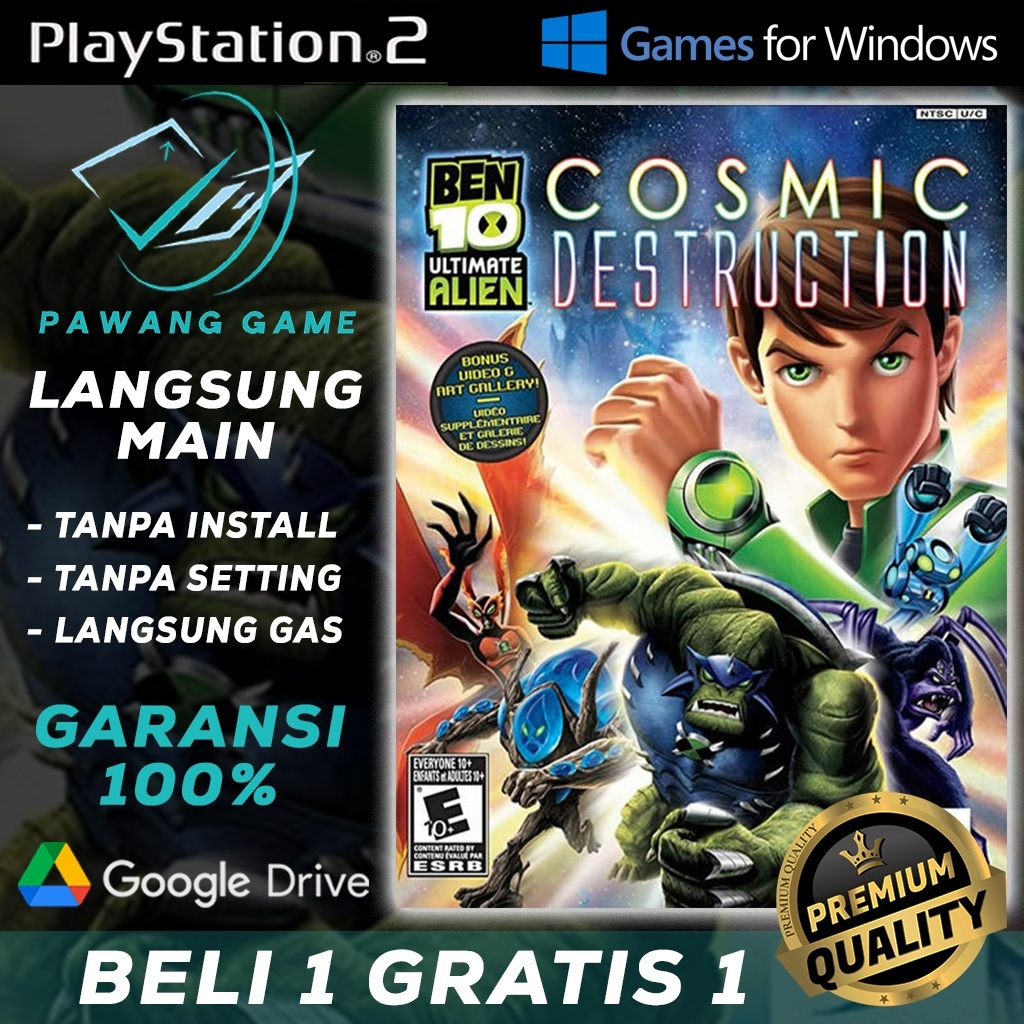 PlayStation®2
Games for Windows
NTSC U/C
BEN
10
ULTIMATE
ALIEN
COSMIC
DESTRUCTION
BONUS
VIDEO &
ART GALLERY!
VIDÉO
SUPPLÉMENTAIRE
ET GALERIE
DE DESSINS!
PAWANG GAME
LANGSUNG
MAIN
- TANPA INSTALL
- TANPA SETTING
- LANGSUNG GAS
GARANSI
100%
Google Drive
EVERYONE 10+
ENFANTS et ADULTES 10+
E
10+
CONTENT RATED BY
CONTENU ÉVALUÉ PAR
ESRB
PREMIUM QUALITY
PREMIUM
QUALITY
BELI 1 GRATIS 1